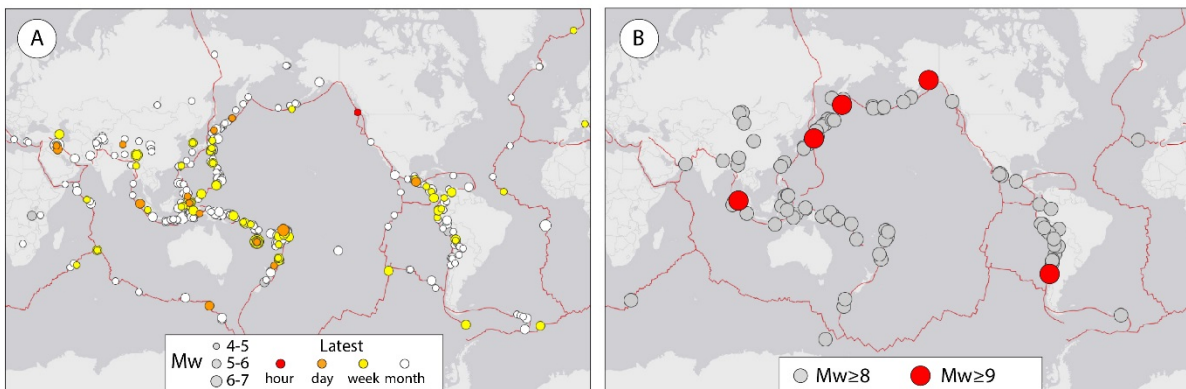 A
B
4-5
Mw 5-6
6-7
Latest
hour day week month
Mw≥8 Mw≥9